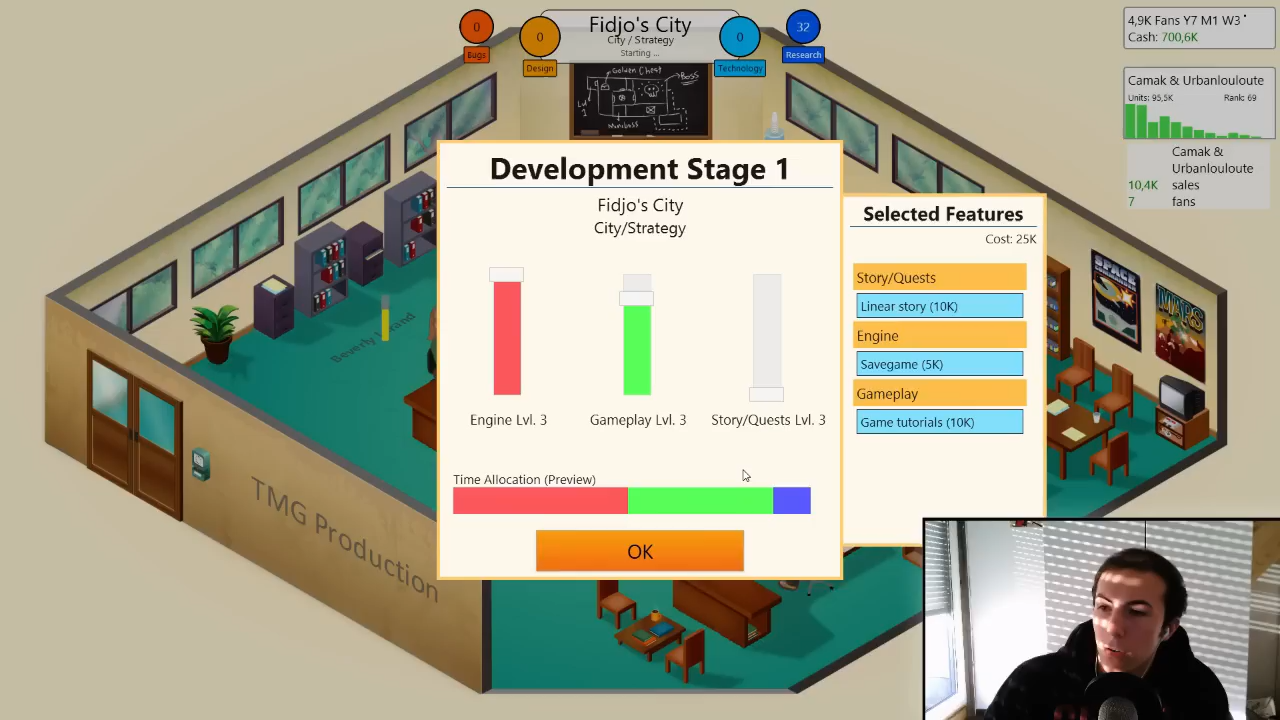 0
Bugs
0
Design
Fidjo's City
City / Strategy
Starting ...
0
Technology
32
Research
4,9K Fans Y7 M1 W3
Cash: 700,6K
Camak & Urbanlouloute
Units: 95,5K
Rank: 69
Camak &
Urbanlouloute
10,4K sales
7 fans
Golden Chest
Boss
Lvl
1
Miniboss
Development Stage 1
Fidjo's City
City/Strategy
Engine Lvl. 3
Gameplay Lvl. 3
Story/Quests Lvl. 3
Time Allocation (Preview)
OK
Selected Features
Cost: 25K
Story/Quests
Linear story (10K)
Engine
Savegame (5K)
Gameplay
Game tutorials (10K)
SPACE
MARS
TMG Production